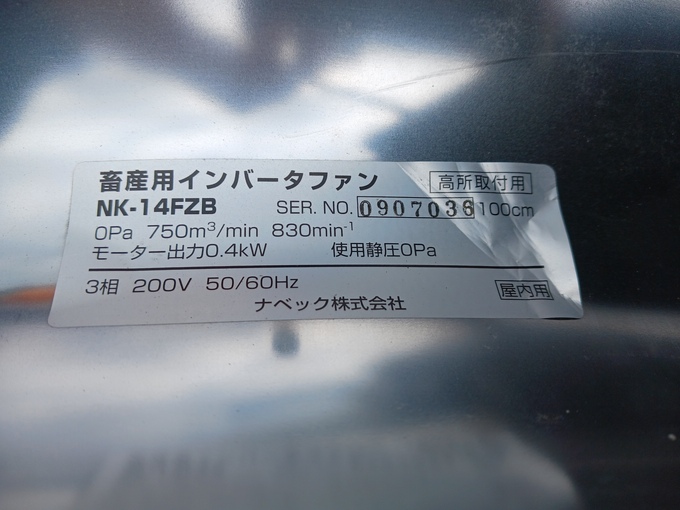 畜産用インバータファン 高所取付用
NK-14FZB SER. NO. 0907036 100cm
0Pa 750m³/min 830min⁻¹
モーター出力0.4kW 使用静圧0Pa
3相 200V 50/60Hz 屋内用
ナベック株式会社